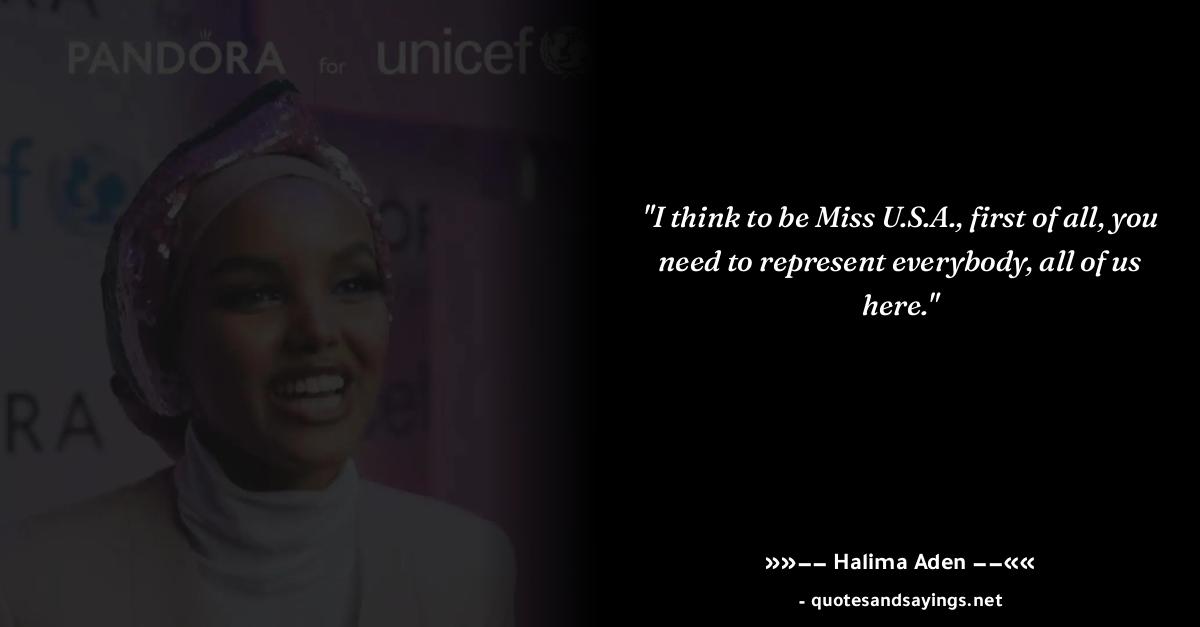 PANDÖRA for unicef
f
"I think to be Miss U.S.A., first of all, you
need to represent everybody, all of us
here."
RA
»»−− Halima Aden −−««
- quotesandsayings.net